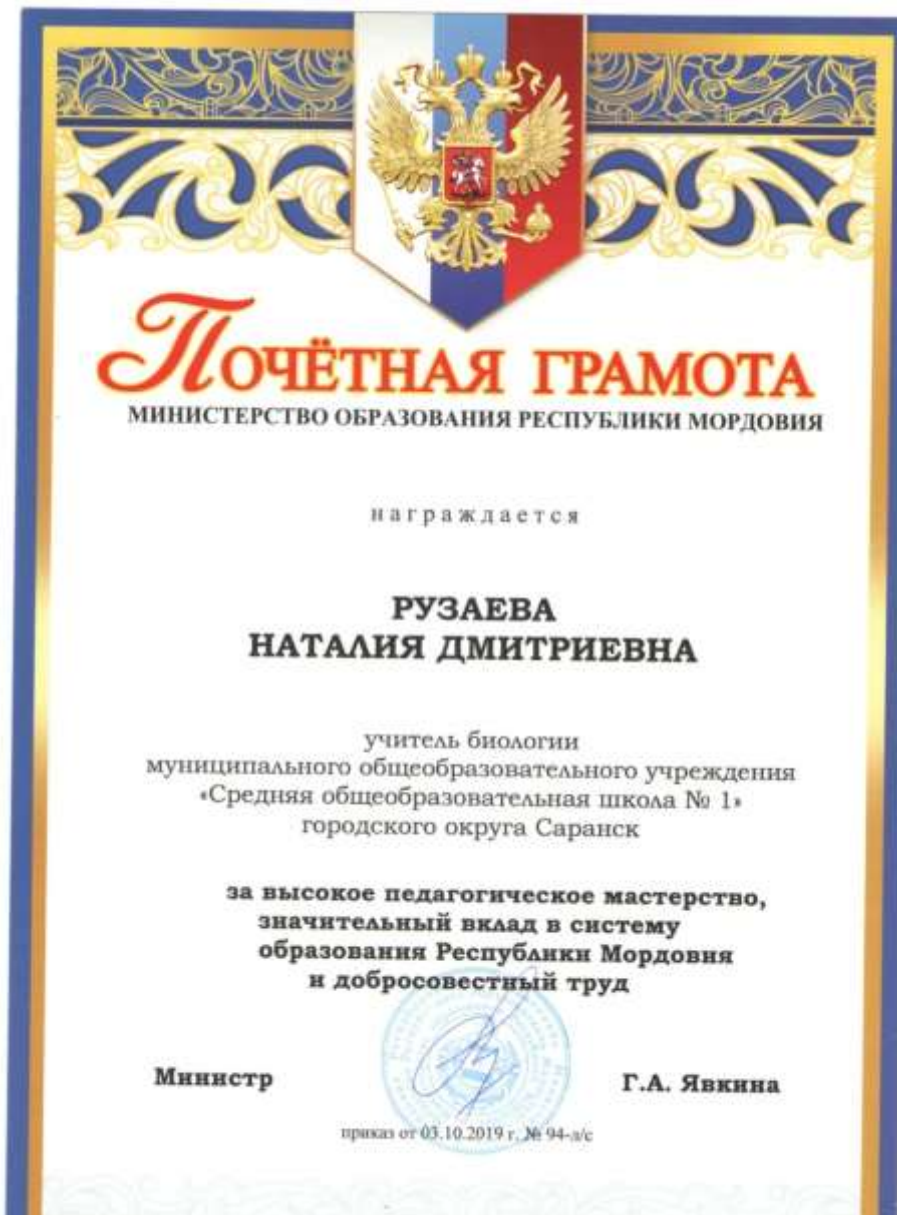 Почётная грамота
МИНИСТЕРСТВО ОБРАЗОВАНИЯ РЕСПУБЛИКИ МОРДОВИЯ
награждается
РУЗАЕВА
НАТАЛИЯ ДМИТРИЕВНА
учитель биологии
муниципального общеобразовательного учреждения
«Средняя общеобразовательная школа № 1»
городского округа Саранск
за высокое педагогическое мастерство,
значительный вклад в систему
образования Республики Мордовия
и добросовестный труд
Министр Г.А. Явкина
приказ от 03.10.2019 г. № 94-л/с